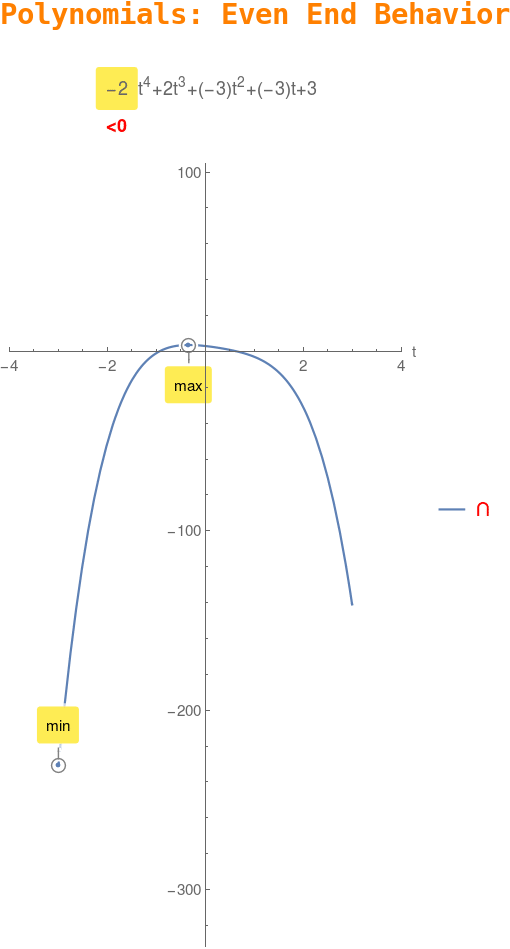 Polynomials: Even End Behavior
−2 t⁴+2t³+(−3)t²+(−3)t+3
<0
100
−4 −2 2 4 t
max
−100
∩
−200
min
−300